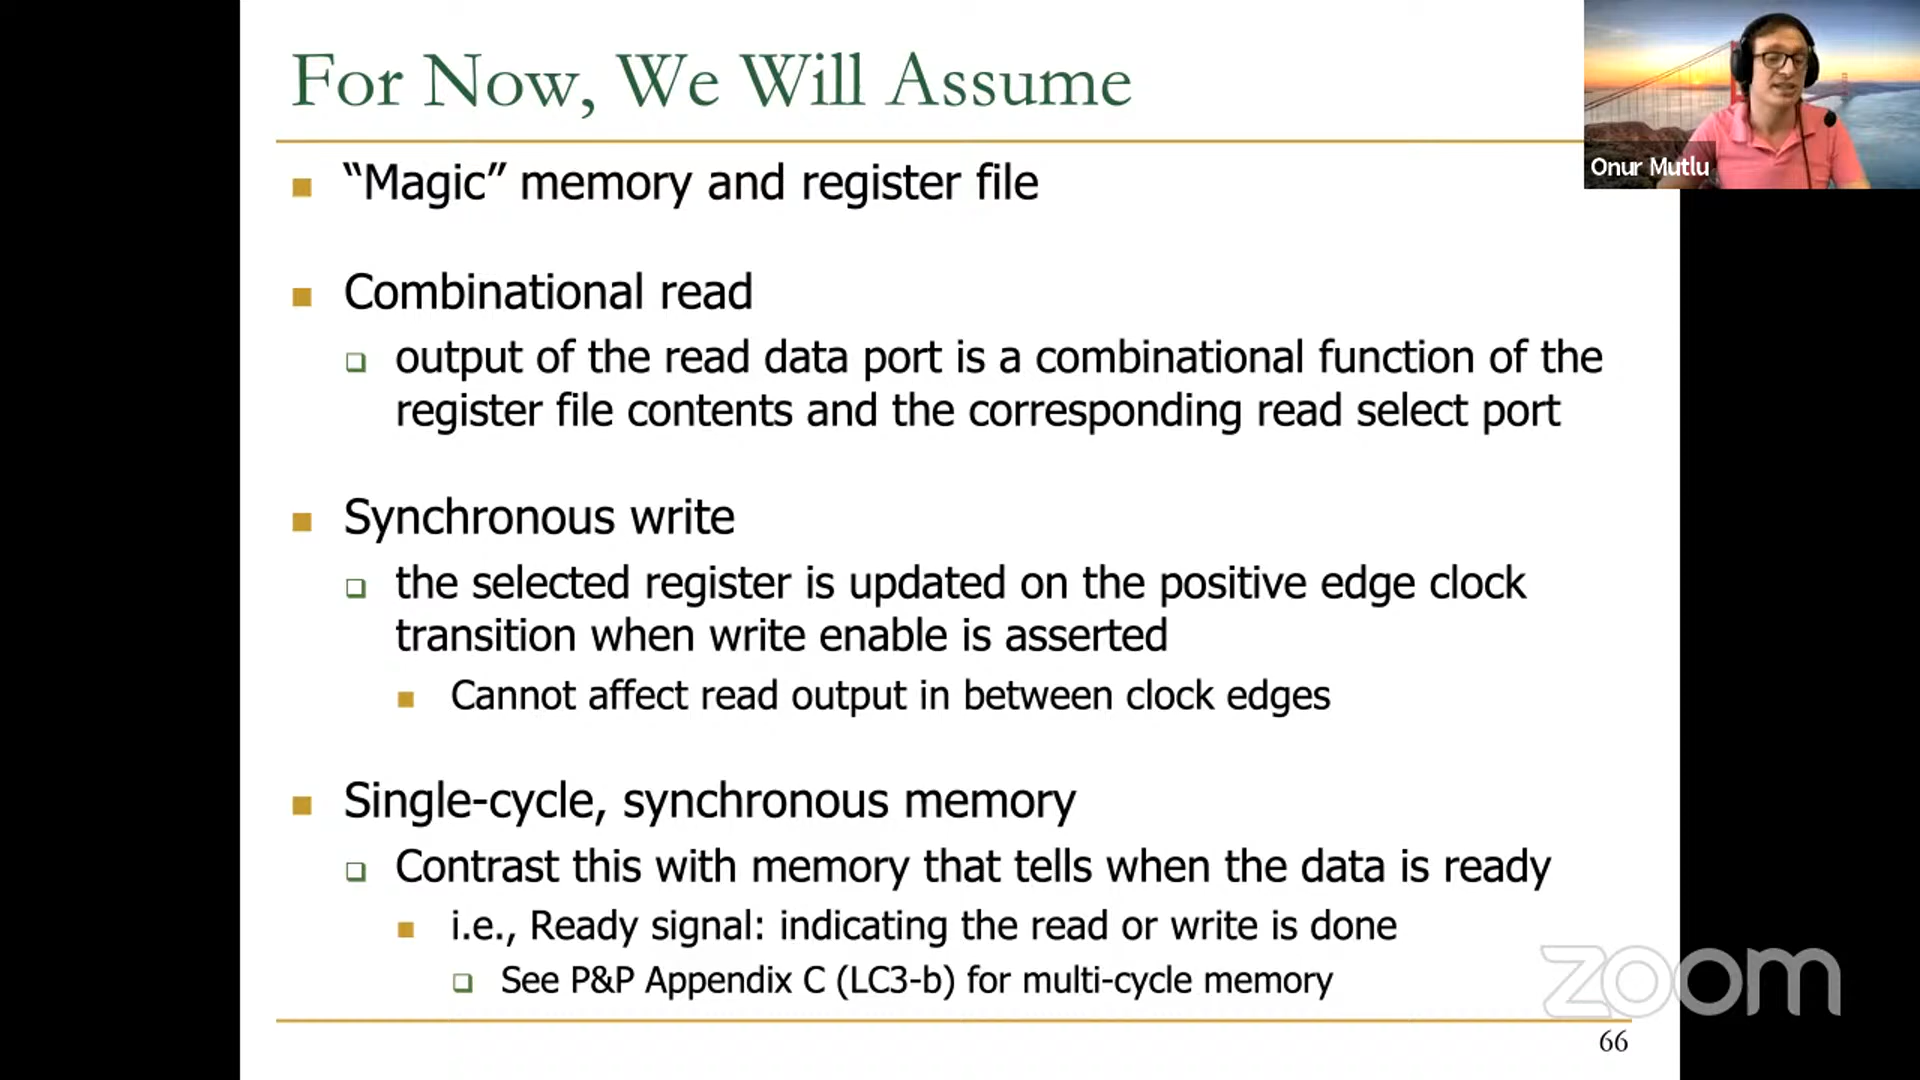 For Now, We Will Assume
Onur Mutlu
“Magic” memory and register file
Combinational read
output of the read data port is a combinational function of the
register file contents and the corresponding read select port
Synchronous write
the selected register is updated on the positive edge clock
transition when write enable is asserted
Cannot affect read output in between clock edges
Single-cycle, synchronous memory
Contrast this with memory that tells when the data is ready
i.e., Ready signal: indicating the read or write is done
See P&P Appendix C (LC3-b) for multi-cycle memory
zoom
66